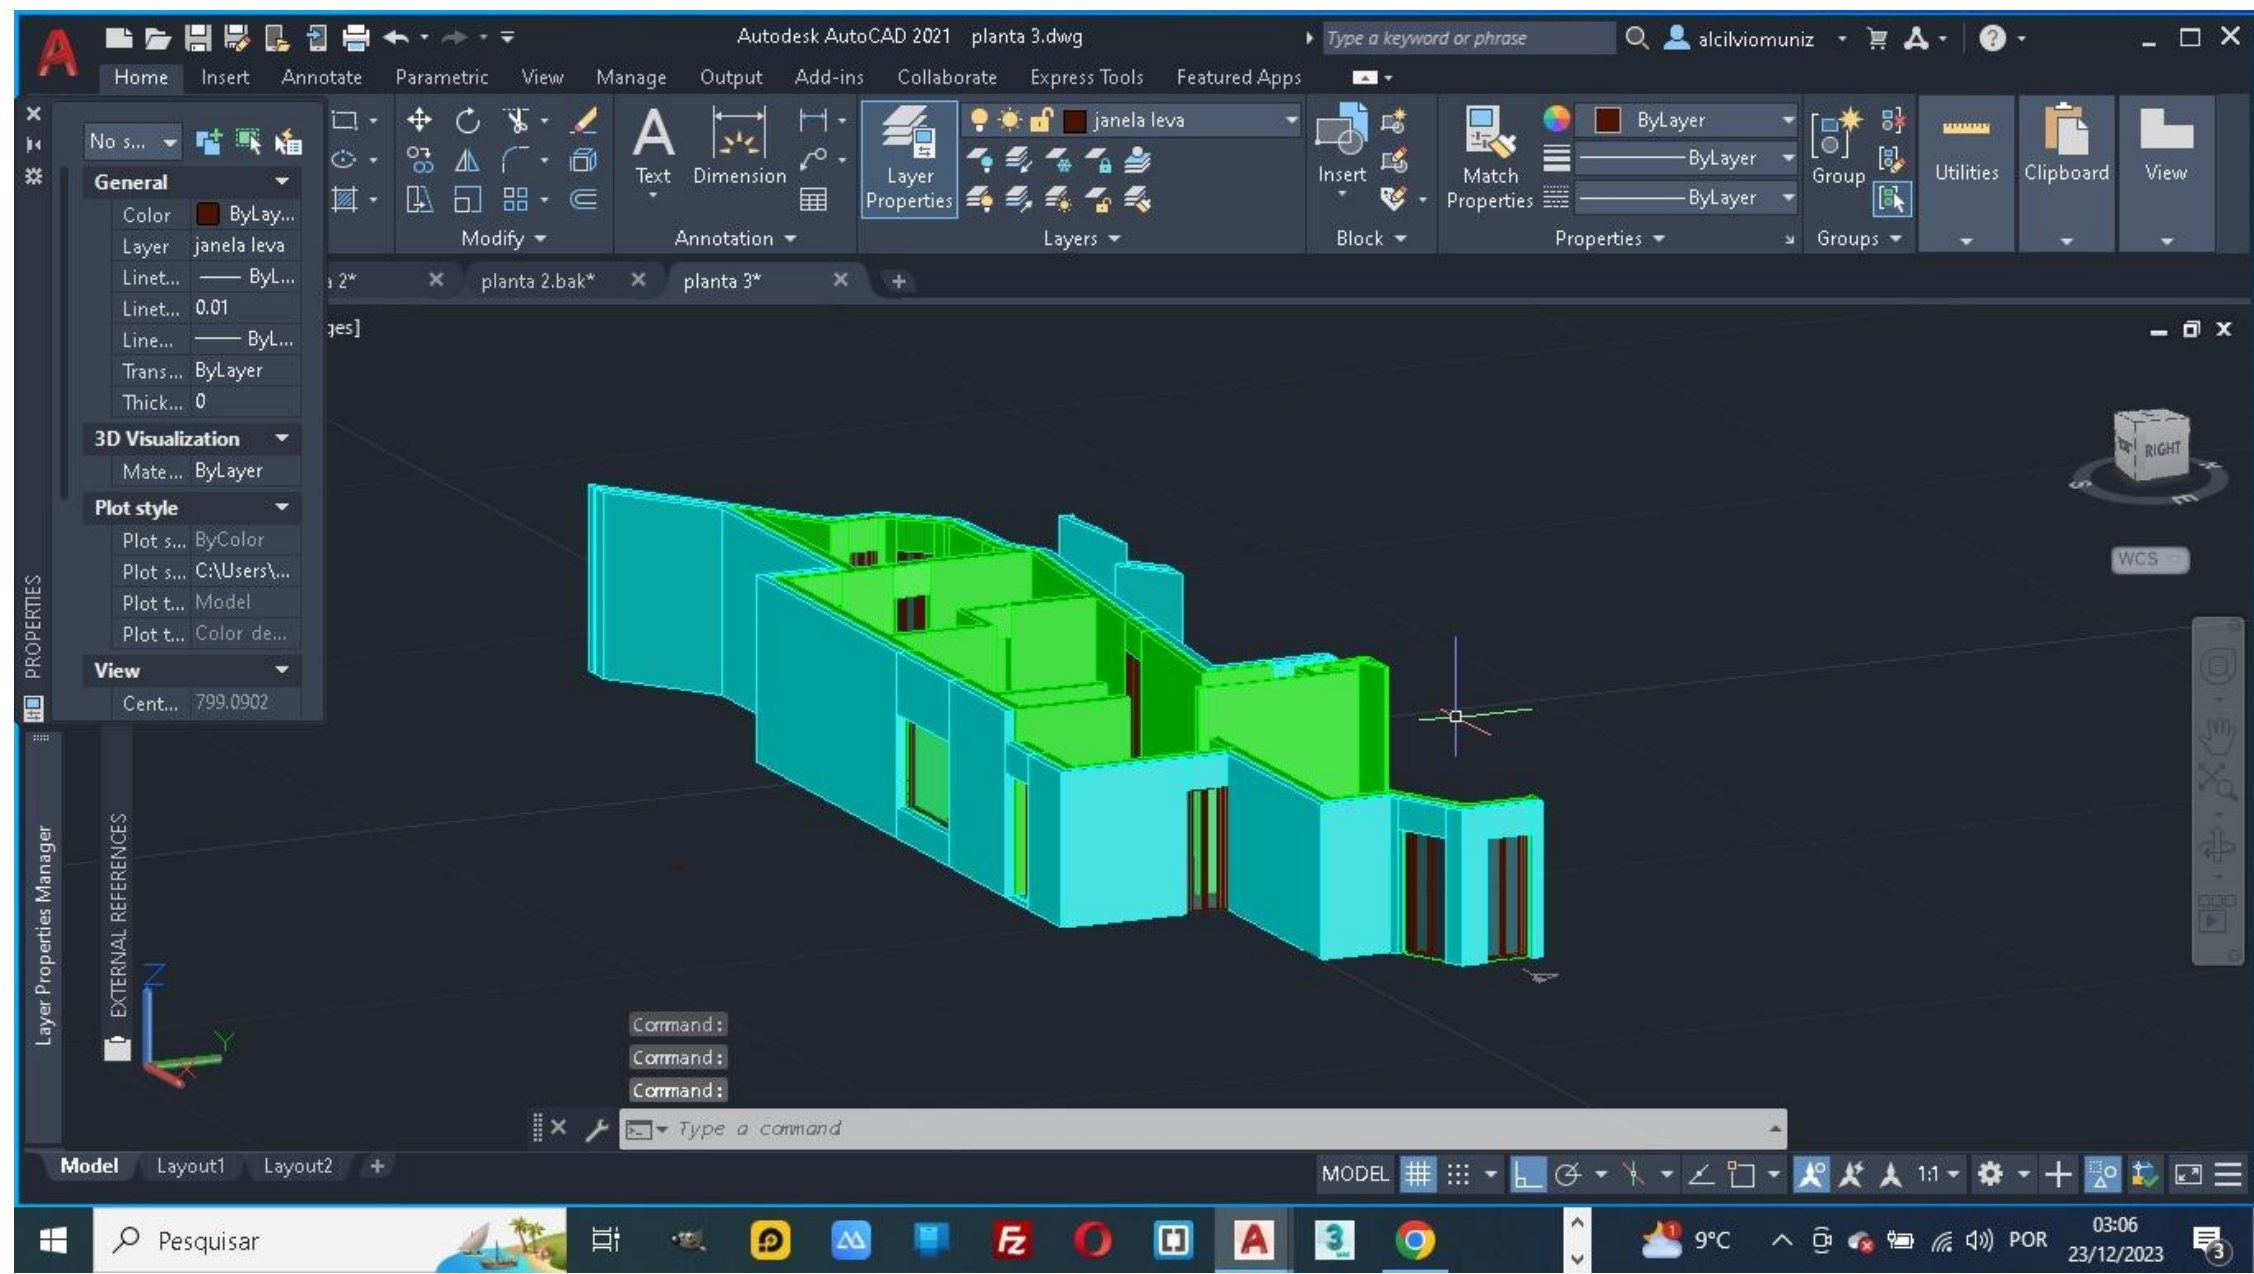 Autodesk AutoCAD 2021 planta 3.dwg
Type a keyword or phrase
alcilviomuniz
Home Insert Annotate Parametric View Manage Output Add-ins Collaborate Express Tools Featured Apps
janela leva
ByLayer
ByLayer
ByLayer
Text Dimension
Layer
Properties
Insert
Match
Properties
Group
Utilities
Clipboard
View
Modify
Annotation
Layers
Block
Properties
Groups
a 2*
planta 2.bak*
planta 3*
No s...
General
Color ByLay...
Layer janela leva
Linet... ByL...
Linet... 0.01
Line... ByL...
Trans... ByLayer
Thick... 0
3D Visualization
Mate... ByLayer
Plot style
Plot s... ByColor
Plot s... C:\Users\...
Plot t... Model
Plot t... Color de...
View
Cent... 799.0902
PROPERTIES
ges]
RIGHT
S
E
N
WCS
Layer Properties Manager
EXTERNAL REFERENCES
Z
Y
X
Command:
Command:
Command:
Type a command
Model Layout1 Layout2
MODEL
1:1
Pesquisar
1
9°C
POR
03:06
23/12/2023
3